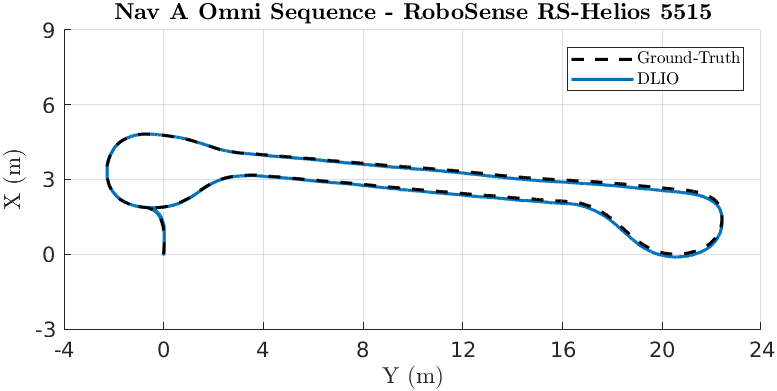 Nav A Omni Sequence - RoboSense RS-Helios 5515
Ground-Truth
DLIO
X (m)
9
6
3
0
-3
-4 0 4 8 12 16 20 24
Y (m)